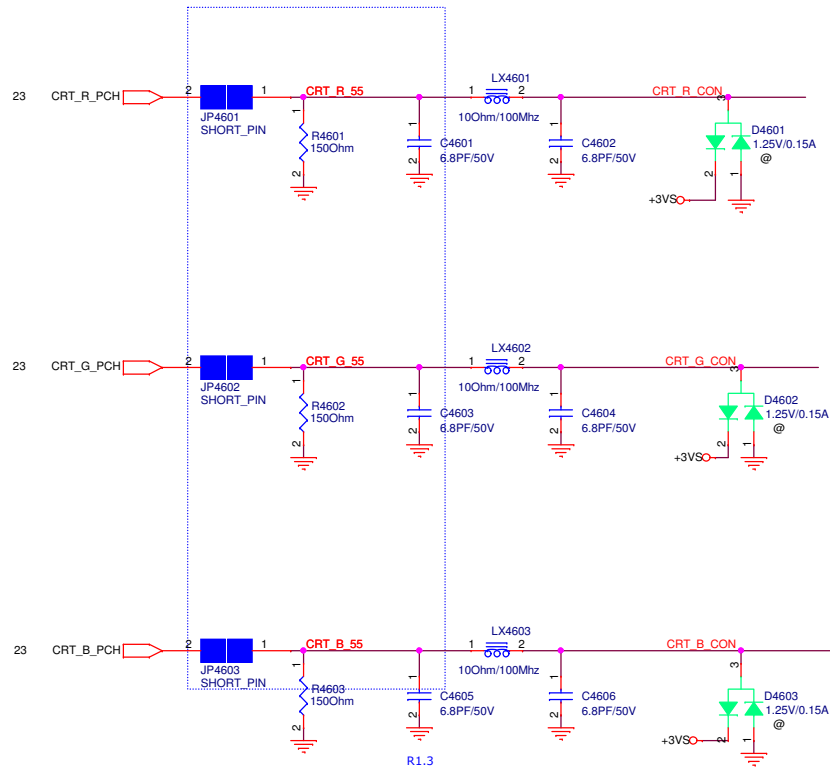 LX4601
23 CRT_R_PCH 2 1 CRT_R_55 1 2 CRT_R_CON
JP4601
SHORT_PIN
1
R4601
150Ohm
2
1
C4601
6.8PF/50V
2
10Ohm/100Mhz
1
C4602
6.8PF/50V
2
3
D4601
1.25V/0.15A
@
2
1
+3VS
LX4602
23 CRT_G_PCH 2 1 CRT_G_55 1 2 CRT_G_CON
JP4602
SHORT_PIN
1
R4602
150Ohm
2
1
C4603
6.8PF/50V
2
10Ohm/100Mhz
1
C4604
6.8PF/50V
2
3
D4602
1.25V/0.15A
@
2
1
+3VS
LX4603
23 CRT_B_PCH 2 1 CRT_B_55 1 2 CRT_B_CON
JP4603
SHORT_PIN
1
R4603
150Ohm
2
1
C4605
6.8PF/50V
2
10Ohm/100Mhz
1
C4606
6.8PF/50V
2
3
D4603
1.25V/0.15A
@
2
1
+3VS
R1.3